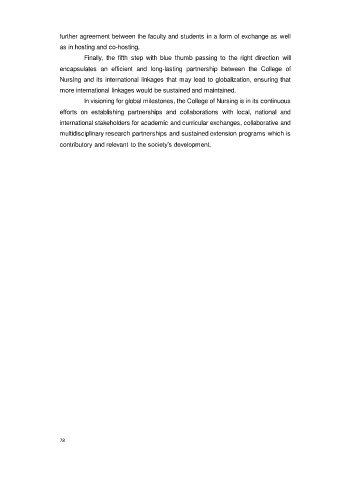 further agreement between the faculty and students in a form of exchange as well
as in hosting and co-hosting.
Finally, the fifth step with blue thumb passing to the right direction will
encapsulates an efficient and long-lasting partnership between the College of
Nursing and its international linkages that may lead to globalization, ensuring that
more international linkages would be sustained and maintained.
In visioning for global milestones, the College of Nursing is in its continuous
efforts on establishing partnerships and collaborations with local, national and
international stakeholders for academic and curricular exchanges, collaborative and
multidisciplinary research partnerships and sustained extension programs which is
contributory and relevant to the society's development.
78